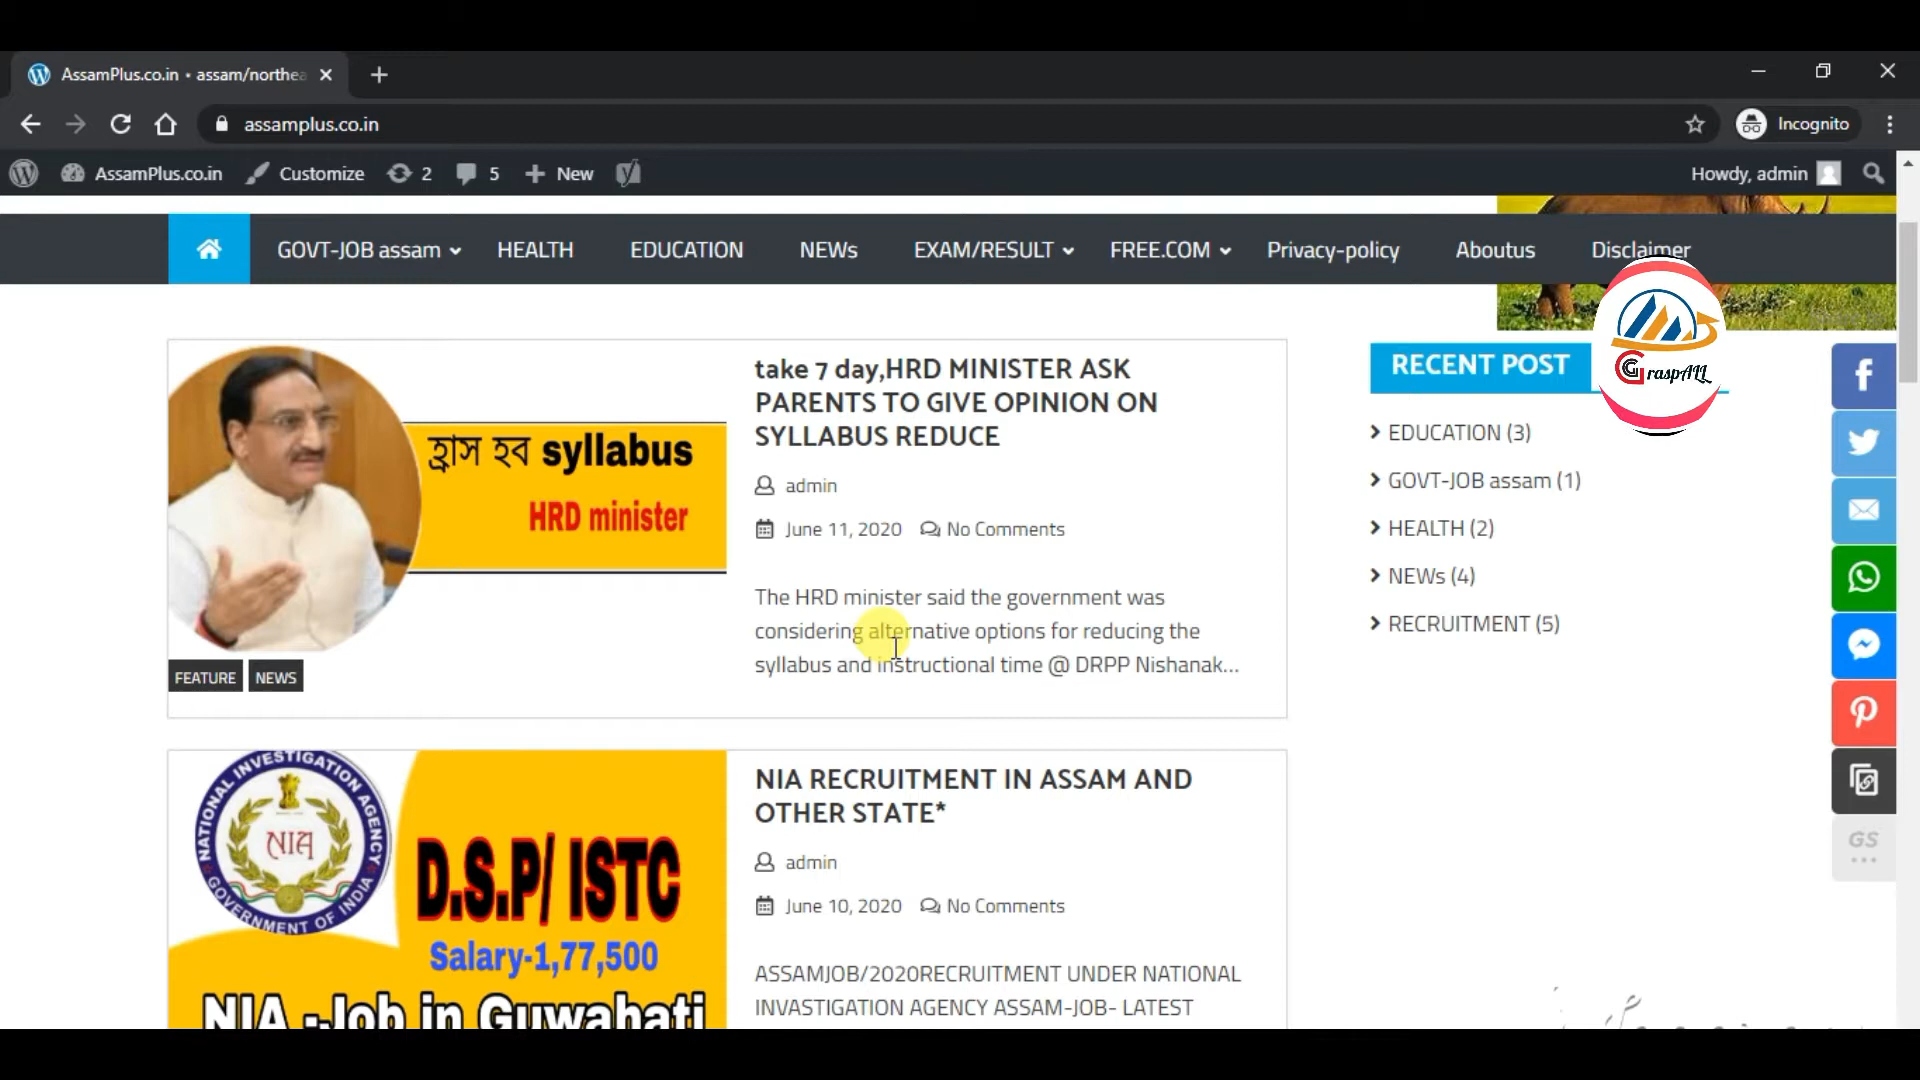 AssamPlus.co.in • assam/northea
assamplus.co.in
Incognito
AssamPlus.co.in Customize 2 5 New
Howdy, admin
GOVT-JOB assam HEALTH EDUCATION NEWs EXAM/RESULT FREE.COM Privacy-policy Aboutus Disclaimer
হ্ৰাস হব syllabus
HRD minister
FEATURE NEWS
take 7 day,HRD MINISTER ASK
PARENTS TO GIVE OPINION ON
SYLLABUS REDUCE
admin
June 11, 2020 No Comments
The HRD minister said the government was
considering alternative options for reducing the
syllabus and instructional time @ DRPP Nishanak...
RECENT POST
GraspALL
EDUCATION (3)
GOVT-JOB assam (1)
HEALTH (2)
NEWs (4)
RECRUITMENT (5)
GS
NATIONAL INVESTIGATION AGENCY
NIA
GOVERNMENT OF INDIA
D.S.P/ ISTC
Salary-1,77,500
NIA -Job in Guwahati
NIA RECRUITMENT IN ASSAM AND
OTHER STATE*
admin
June 10, 2020 No Comments
ASSAMJOB/2020RECRUITMENT UNDER NATIONAL
INVASTIGATION AGENCY ASSAM-JOB- LATEST